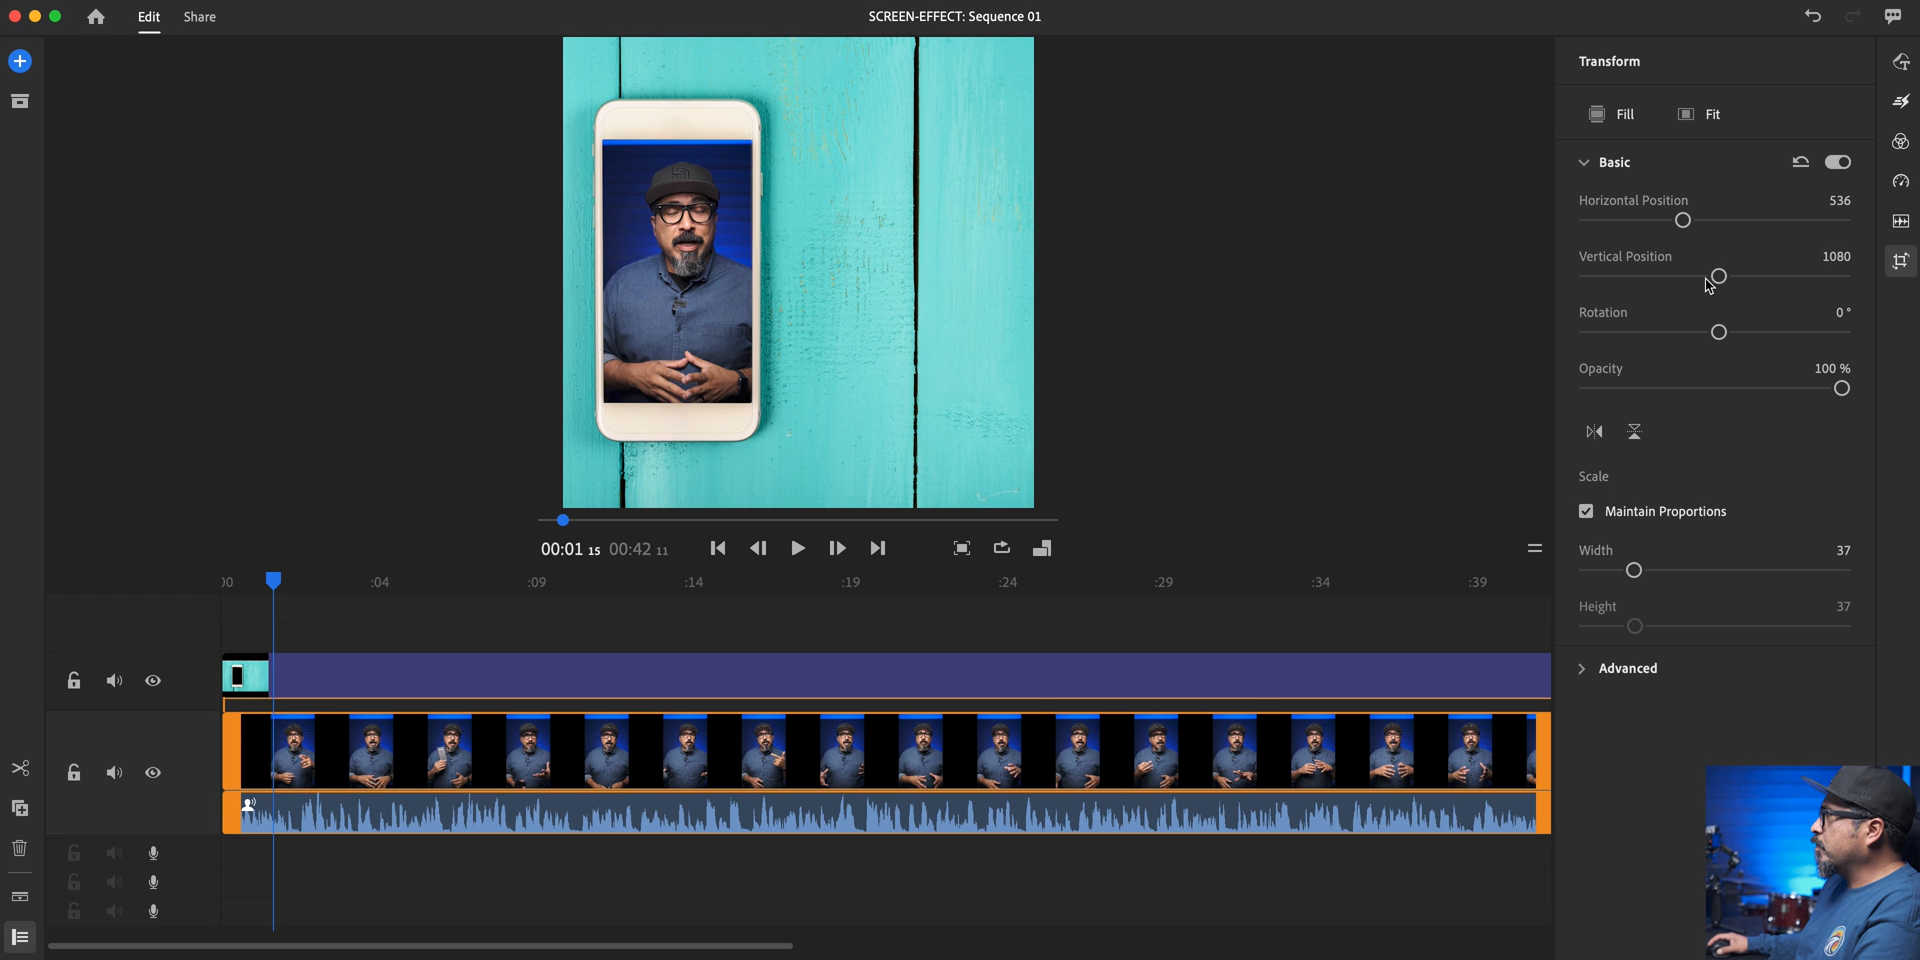 Edit
Share
SCREEN-EFFECT: Sequence 01
Transform
Fill
Fit
Basic
Horizontal Position
536
Vertical Position
1080
Rotation
0 °
Opacity
100 %
Scale
Maintain Proportions
Width
37
Height
37
Advanced
00:01 15 00:42 11
:00
:04
:09
:14
:19
:24
:29
:34
:39